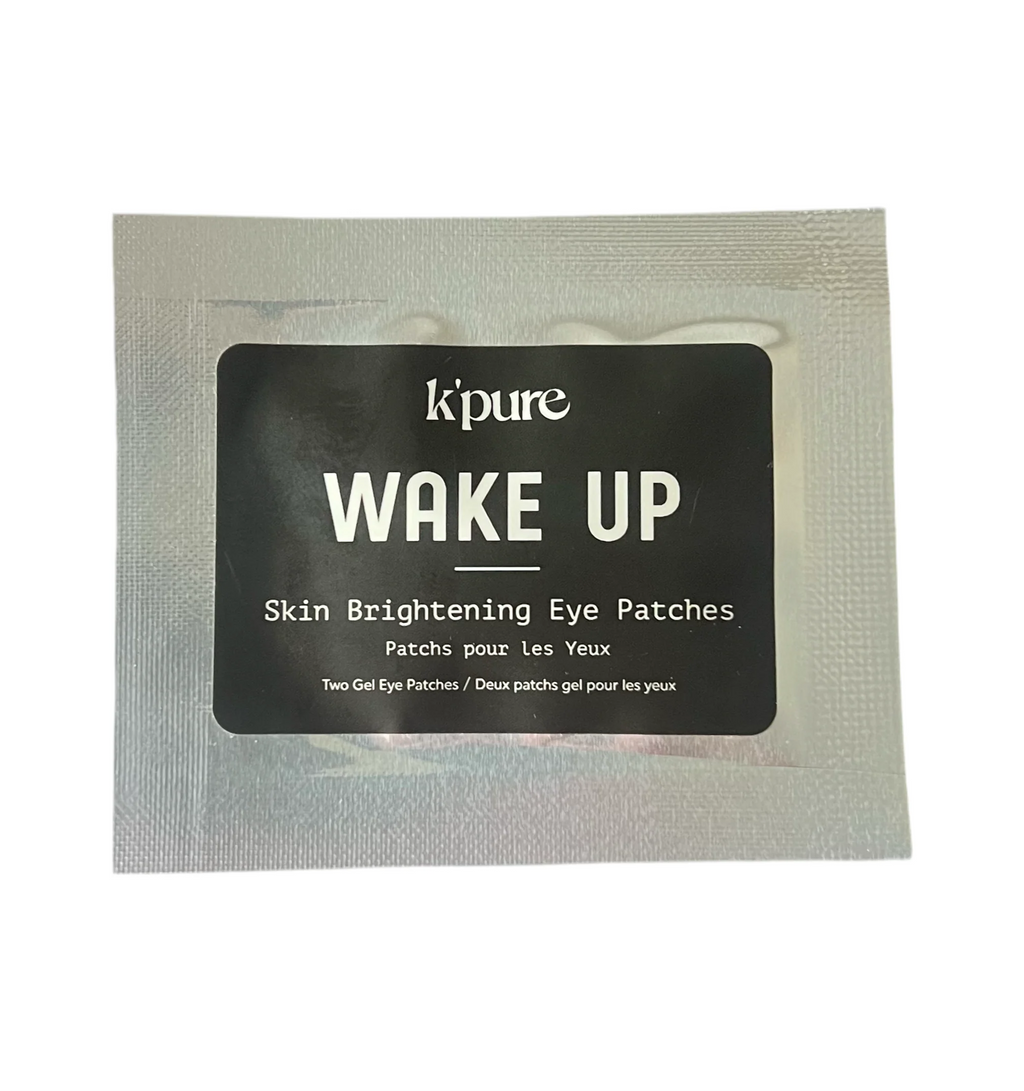 k'pure
WAKE UP
Skin Brightening Eye Patches
Patchs pour les Yeux
Two Gel Eye Patches / Deux patchs gel pour les yeux